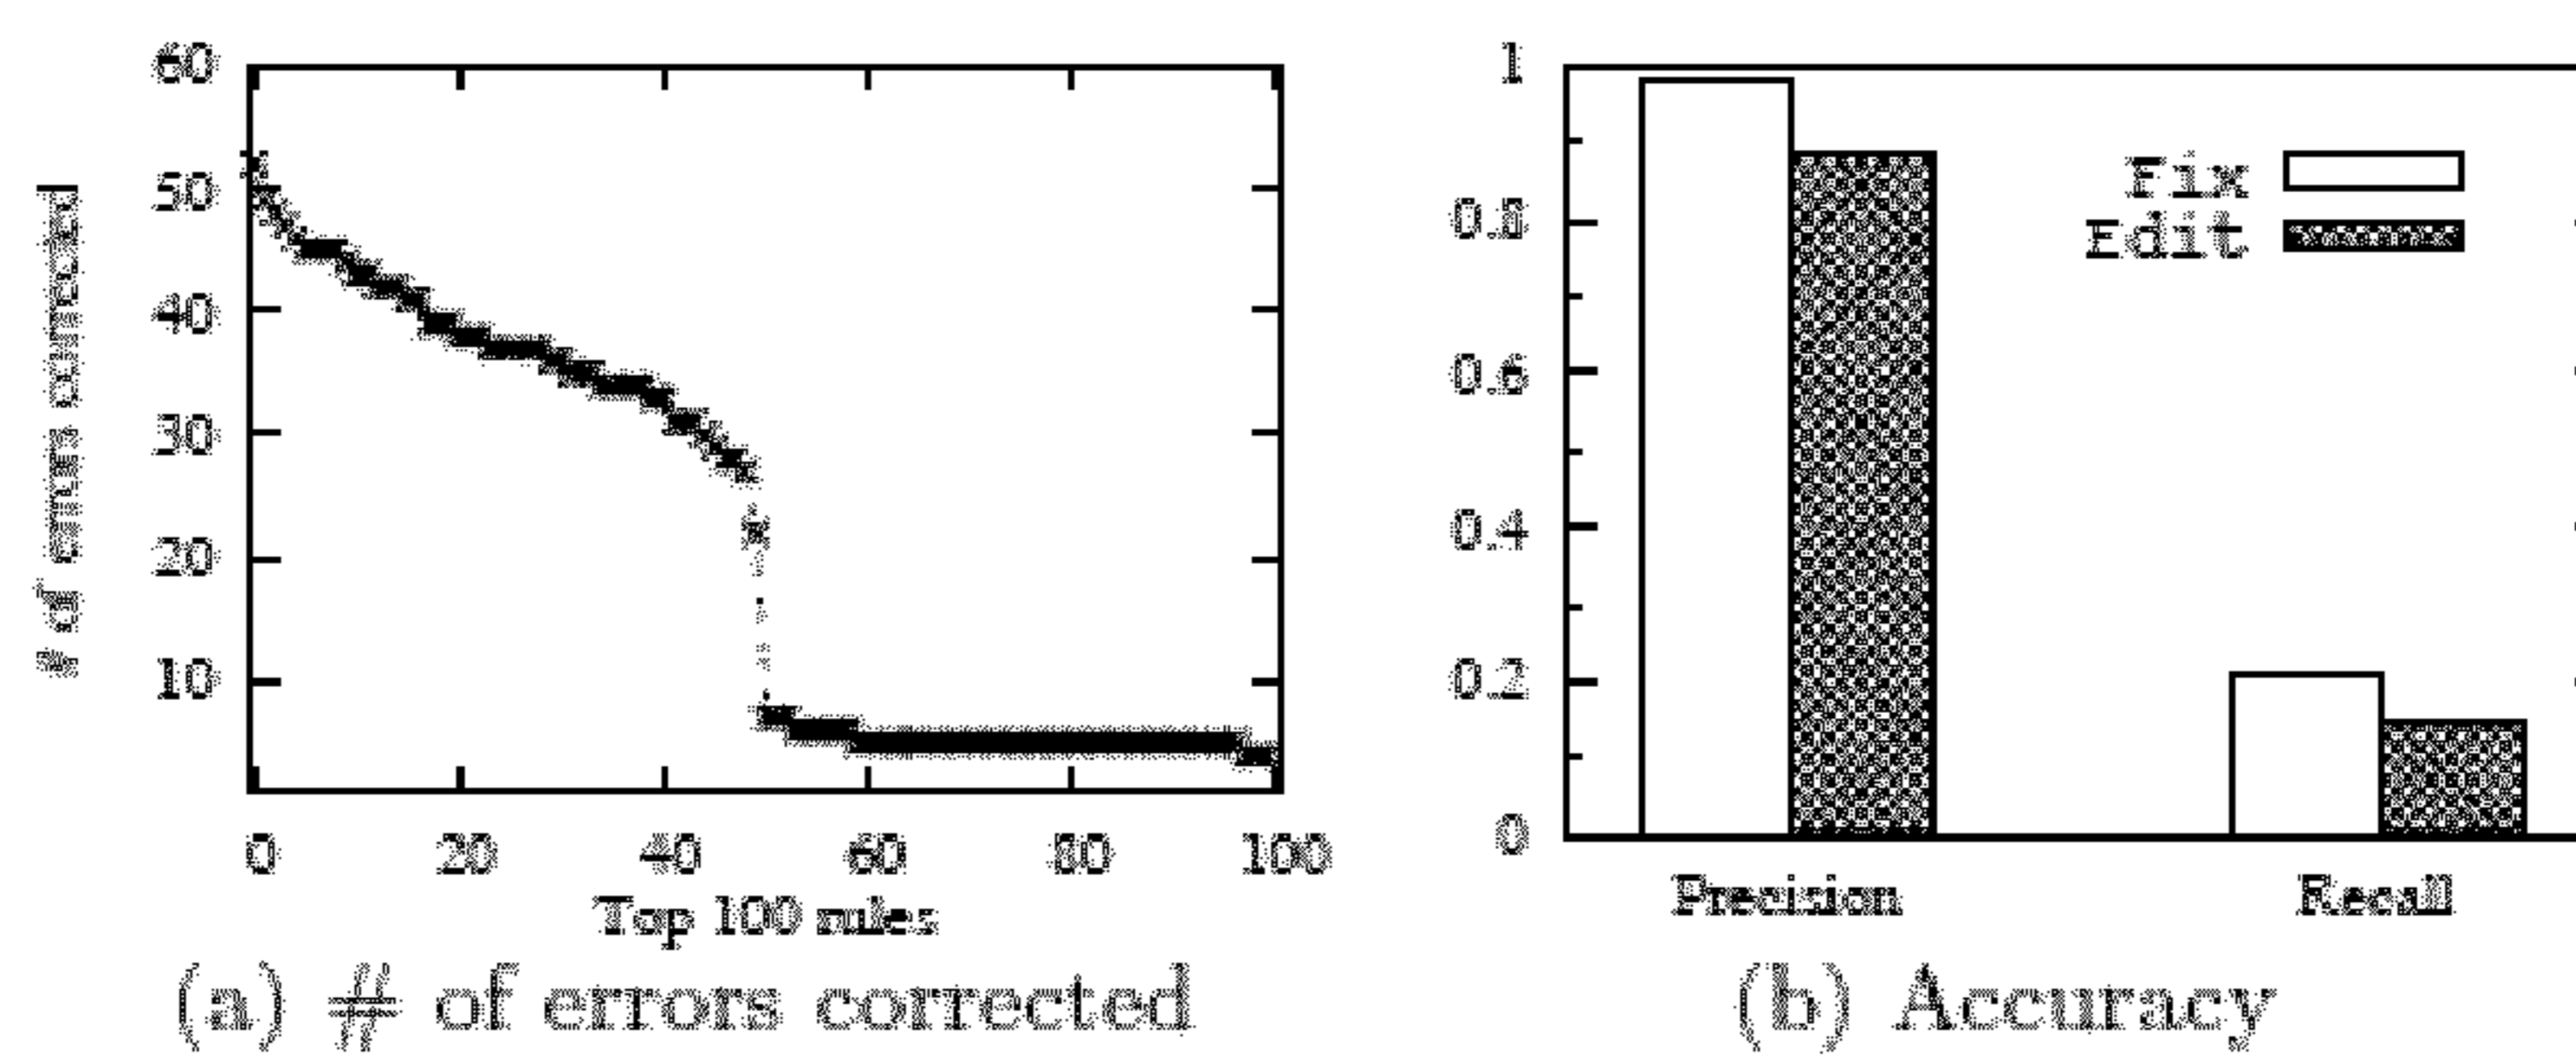 60
50
40
30
20
10
# of errors corrected
0 20 40 60 80 100
Top 100 rules
(a) # of errors corrected
1
0.8
0.6
0.4
0.2
0
Fix
Edit
Precision Recall
(b) Accuracy